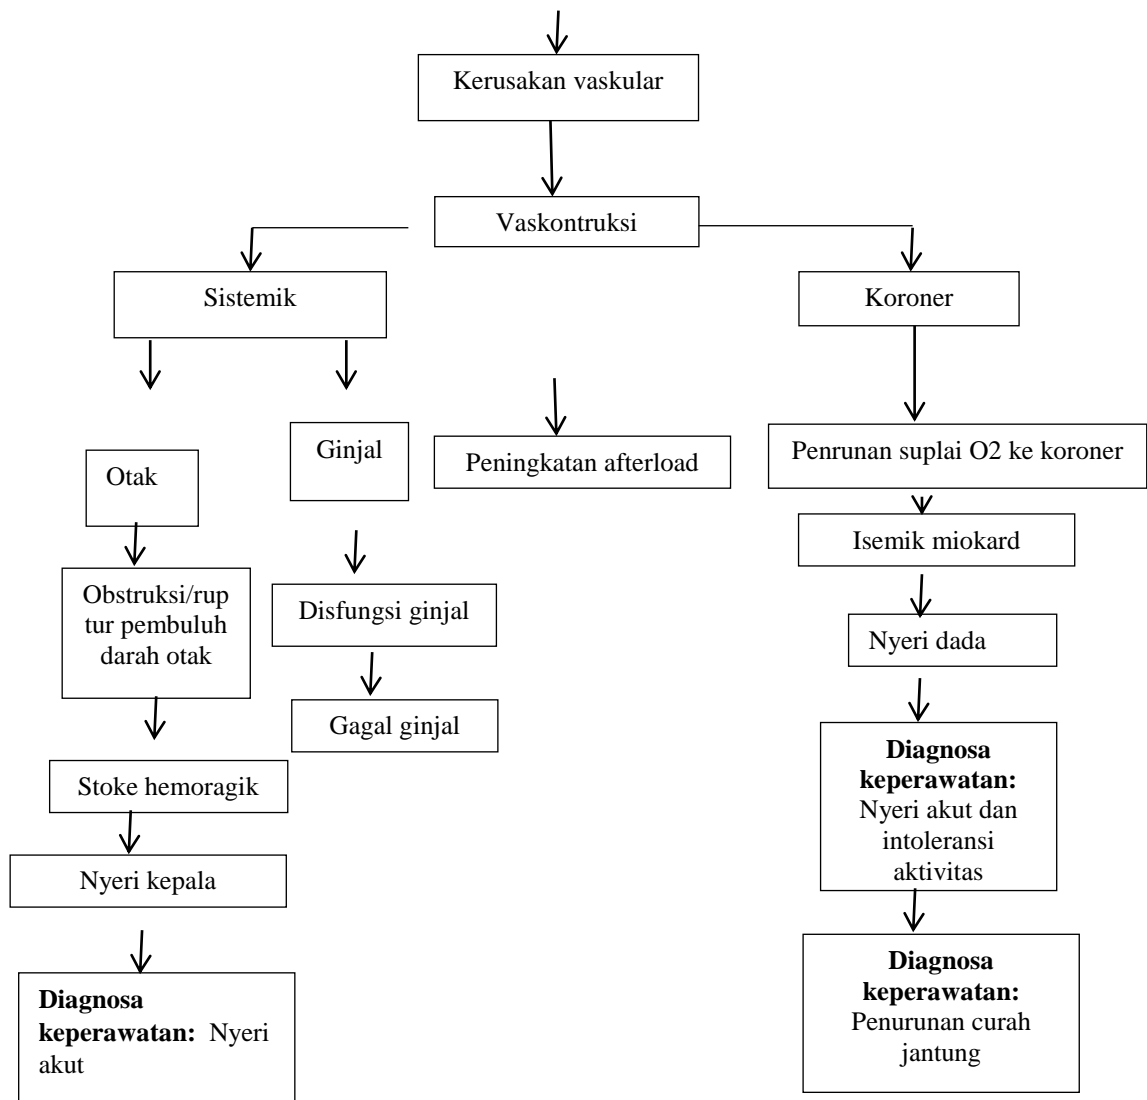 Kerusakan vaskular
Vaskontruksi
Sistemik
Koroner
Otak
Ginjal
Peningkatan afterload
Penrunan suplai O2 ke koroner
Isemik miokard
Obstruksi/rup
tur pembuluh
darah otak
Disfungsi ginjal
Nyeri dada
Gagal ginjal
Stoke hemoragik
Nyeri kepala
Diagnosa
keperawatan:
Nyeri akut dan
intoleransi
aktivitas
Diagnosa
keperawatan: Nyeri
akut
Diagnosa
keperawatan:
Penurunan curah
jantung